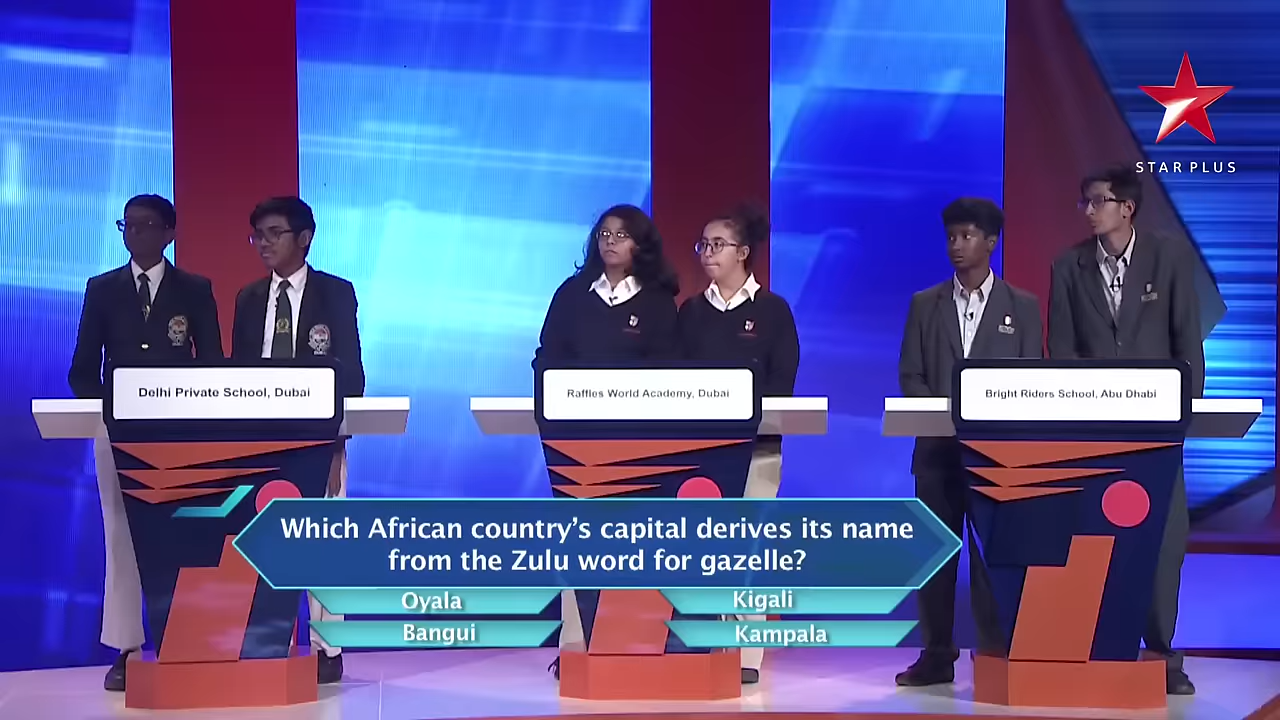 STAR PLUS
Delhi Private School, Dubai
Raffles World Academy, Dubai
Bright Riders School, Abu Dhabi
Which African country's capital derives its name
from the Zulu word for gazelle?
Oyala
Kigali
Bangui
Kampala